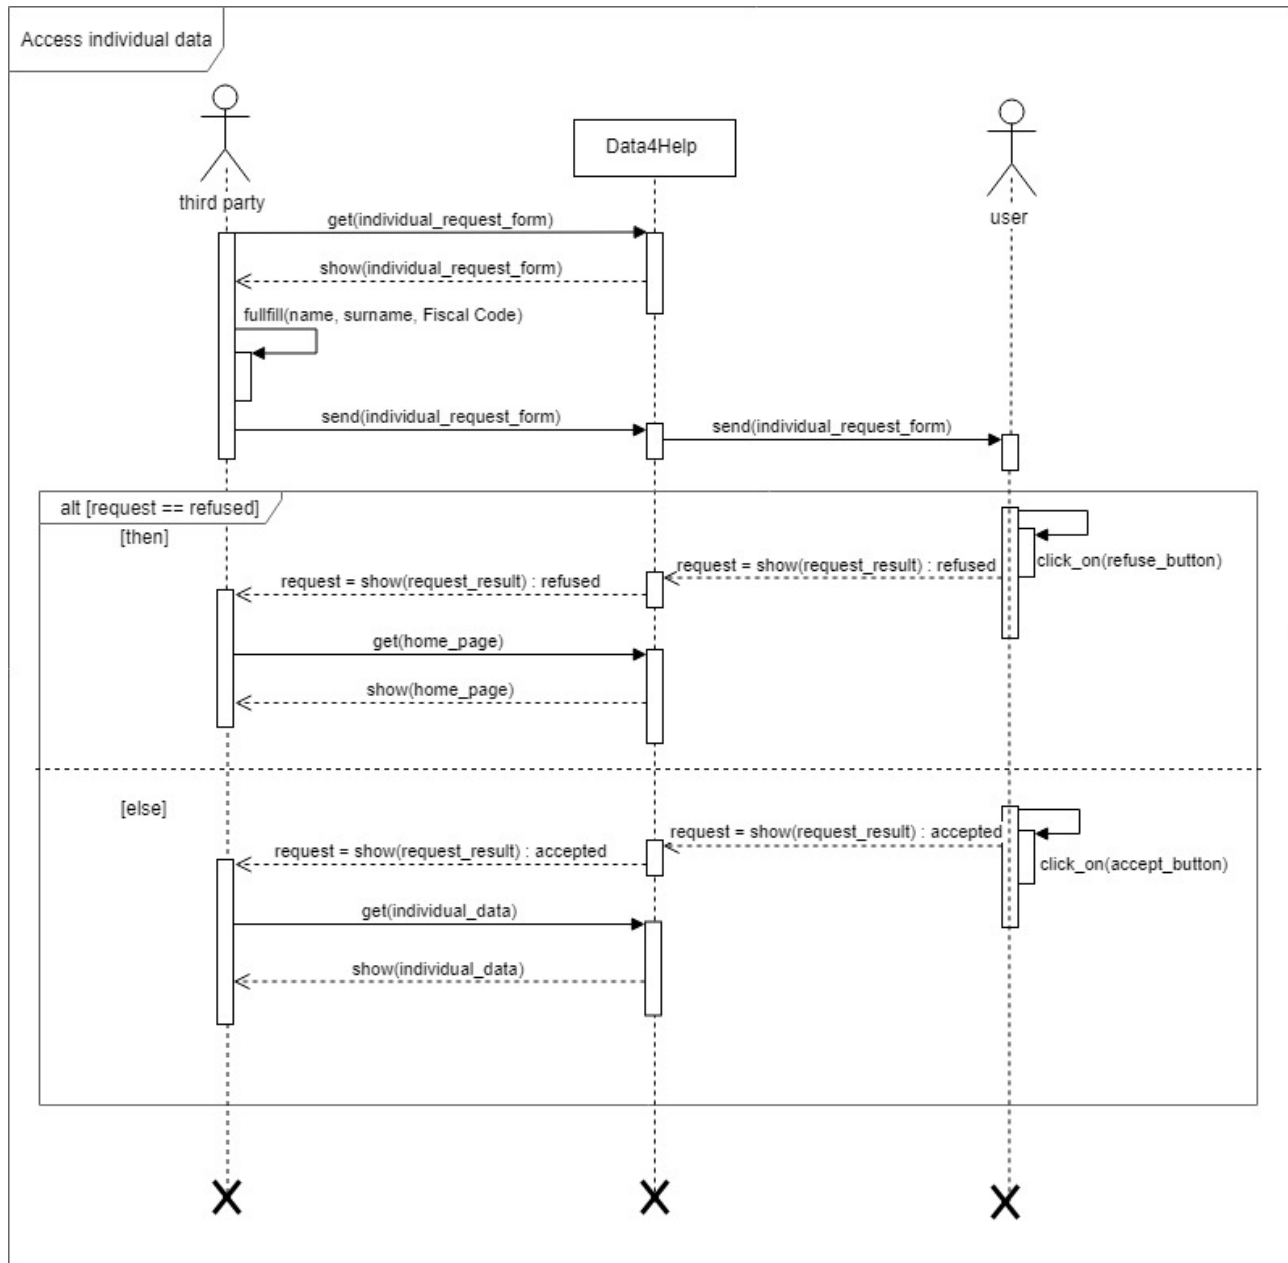 Access individual data
third party
Data4Help
user
get(individual_request_form)
show(individual_request_form)
fullfill(name, surname, Fiscal Code)
send(individual_request_form)
send(individual_request_form)
alt [request == refused]
[then]
click_on(refuse_button)
request = show(request_result) : refused
request = show(request_result) : refused
get(home_page)
show(home_page)
[else]
request = show(request_result) : accepted
request = show(request_result) : accepted
click_on(accept_button)
get(individual_data)
show(individual_data)